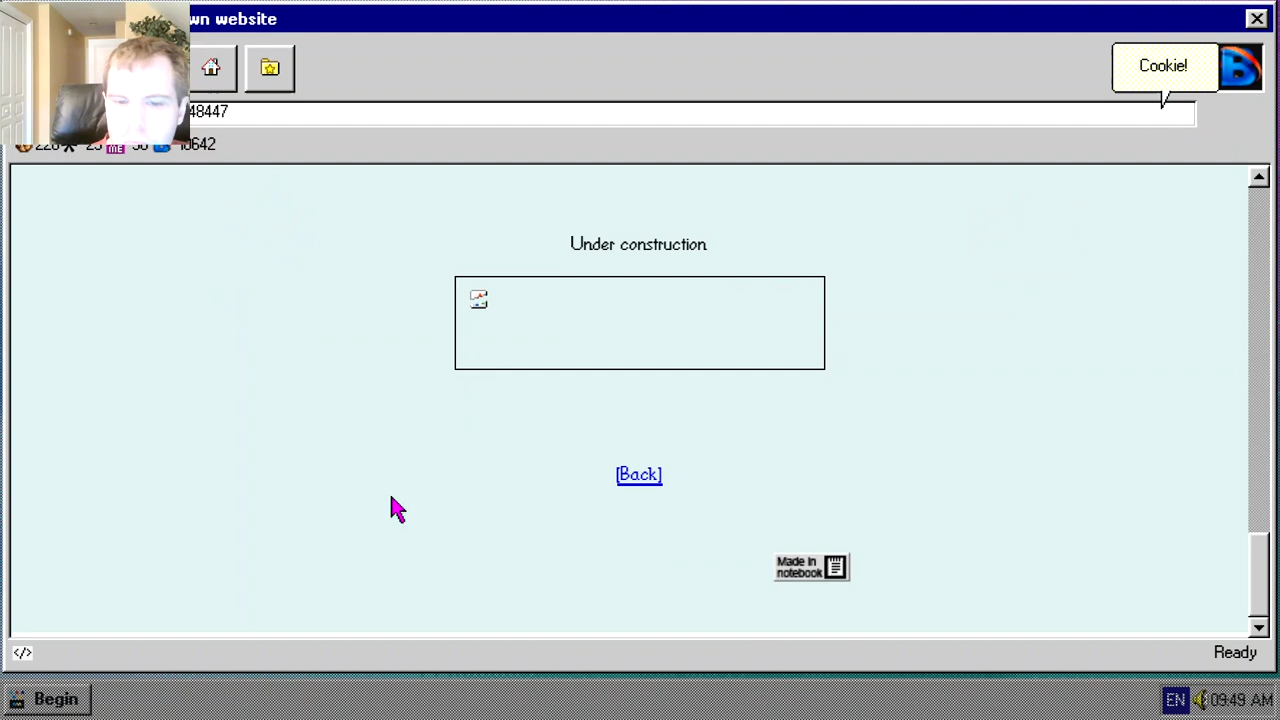 wn website
Cookie!
48447
Under construction
[Back]
Made in
notebook
Ready
Begin
EN
09:49 AM